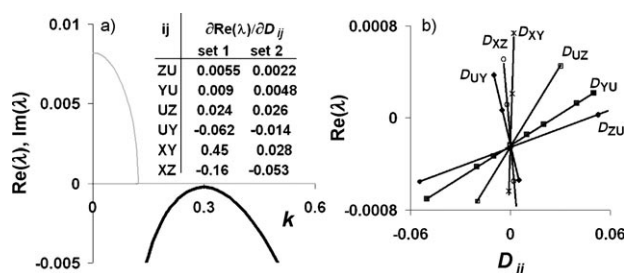 a)
ij ∂Re(λ)/∂D_ij
set 1 set 2
ZU 0.0055 0.0022
YU 0.009 0.0048
UZ 0.024 0.026
UY -0.062 -0.014
XY 0.45 0.028
XZ -0.16 -0.053
Re(λ), Im(λ)
0.01
0.005
0
-0.005
0 0.3 0.6
k
b)
Re(λ)
0.0008
0
-0.0008
-0.06 0 0.06
D_ij
D_XZ
D_XY
D_UZ
D_UY
D_YU
D_ZU